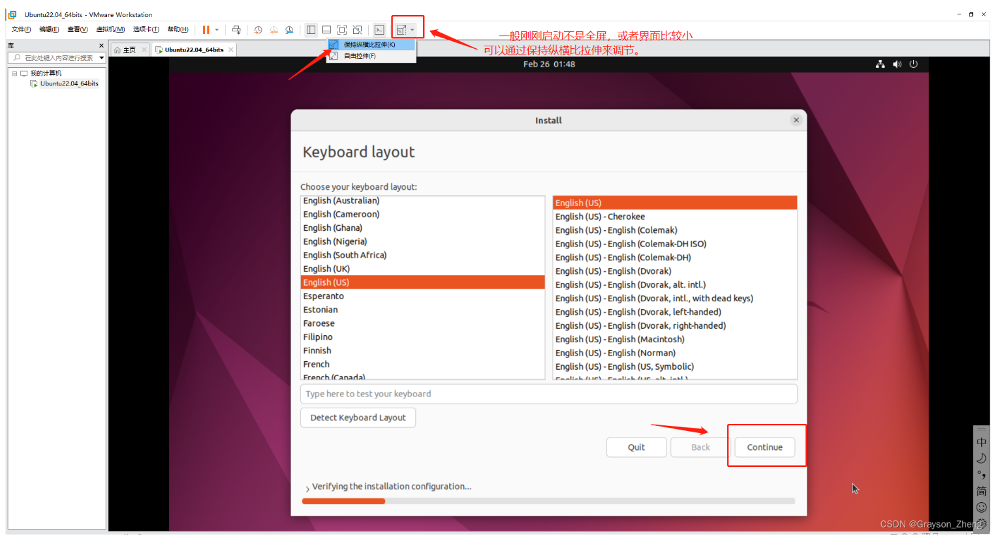 Ubuntu22.04_64bits - VMware Workstation
文件(F) 编辑(E) 查看(V) 虚拟机(M) 选项卡(T) 帮助(H)
一般刚刚启动不是全屏，或者界面比较小
可以通过保持纵横比拉伸来调节。
库
主页
Ubuntu22.04_64bits
保持纵横比拉伸(K)
自由拉伸(F)
在此处键入内容进行搜索
我的计算机
Ubuntu22.04_64bits
Feb 26 01:48
Install
Keyboard layout
Choose your keyboard layout:
English (Australian)
English (Cameroon)
English (Ghana)
English (Nigeria)
English (South Africa)
English (UK)
English (US)
Esperanto
Estonian
Faroese
Filipino
Finnish
French
French (Canada)
English (US)
English (US) - Cherokee
English (US) - English (Colemak)
English (US) - English (Colemak-DH ISO)
English (US) - English (Colemak-DH)
English (US) - English (Dvorak)
English (US) - English (Dvorak, alt. intl.)
English (US) - English (Dvorak, intl., with dead keys)
English (US) - English (Dvorak, left-handed)
English (US) - English (Dvorak, right-handed)
English (US) - English (Macintosh)
English (US) - English (Norman)
English (US) - English (US, Symbolic)
English (US) - English (US, alt. intl.)
Type here to test your keyboard
Detect Keyboard Layout
Quit
Back
Continue
Verifying the installation configuration...
中
简
CSDN @Grayson_Zheng